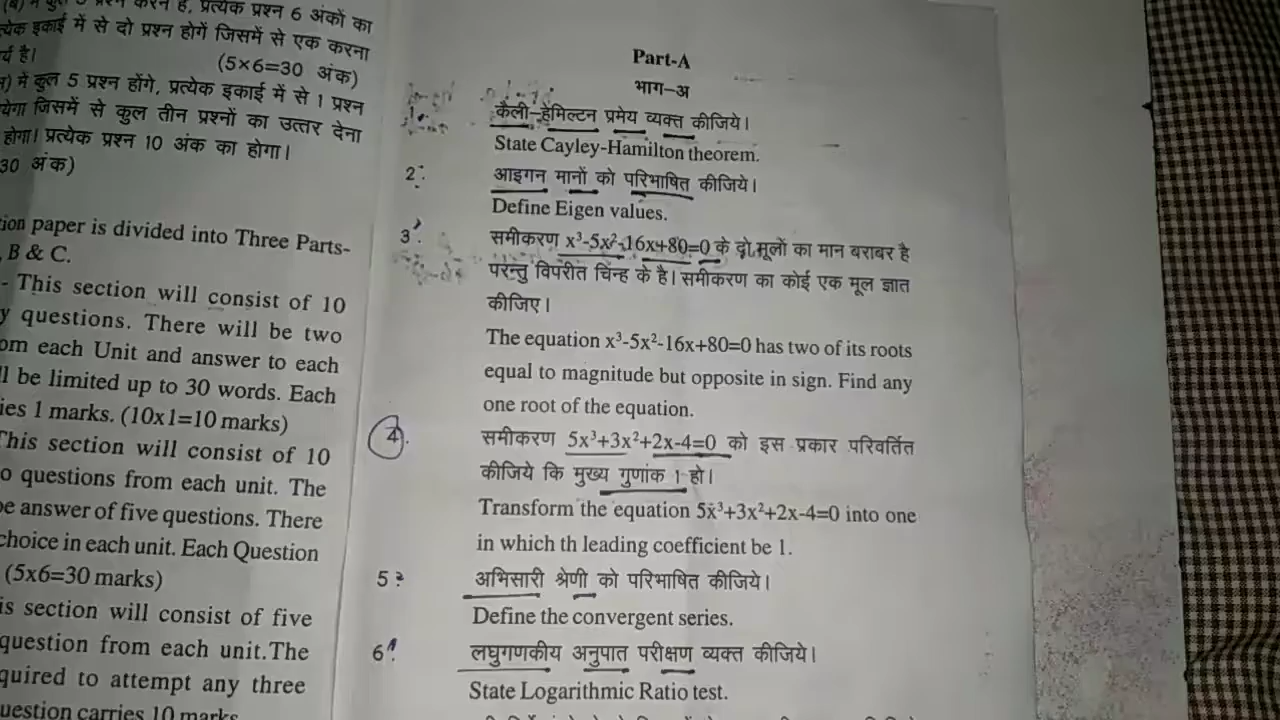 प्रत्येक प्रश्न 6 अंकों का
इकाई में से दो प्रश्न होगें जिसमें से एक करना
है।
(5×6=30 अंक)
में कुल 5 प्रश्न होंगे, प्रत्येक इकाई में से 1 प्रश्न
जिसमें से कुल तीन प्रश्नों का उत्तर देना
होगा। प्रत्येक प्रश्न 10 अंक का होगा।
30 अंक)
paper is divided into Three Parts-
B & C.
- This section will consist of 10
questions. There will be two
each Unit and answer to each
be limited up to 30 words. Each
1 marks. (10x1=10 marks)
This section will consist of 10
questions from each unit. The
answer of five questions. There
choice in each unit. Each Question
(5x6=30 marks)
section will consist of five
question from each unit.The
to attempt any three
10 marks
Part-A
भाग–अ
1.
कैली–हेमिल्टन प्रमेय व्यक्त कीजिये।
State Cayley-Hamilton theorem.
2.
आइगन मानों को परिभाषित कीजिये।
Define Eigen values.
3.
समीकरण x³-5x²-16x+80=0 के दो मूलों का मान बराबर है
परन्तु विपरीत चिन्ह के है। समीकरण का कोई एक मूल ज्ञात
कीजिए।
The equation x³-5x²-16x+80=0 has two of its roots
equal to magnitude but opposite in sign. Find any
one root of the equation.
4.
समीकरण 5x³+3x²+2x-4=0 को इस प्रकार परिवर्तित
कीजिये कि मुख्य गुणांक 1 हो।
Transform the equation 5x³+3x²+2x-4=0 into one
in which th leading coefficient be 1.
5.
अभिसारी श्रेणी को परिभाषित कीजिये।
Define the convergent series.
6.
लघुगणकीय अनुपात परीक्षण व्यक्त कीजिये।
State Logarithmic Ratio test.